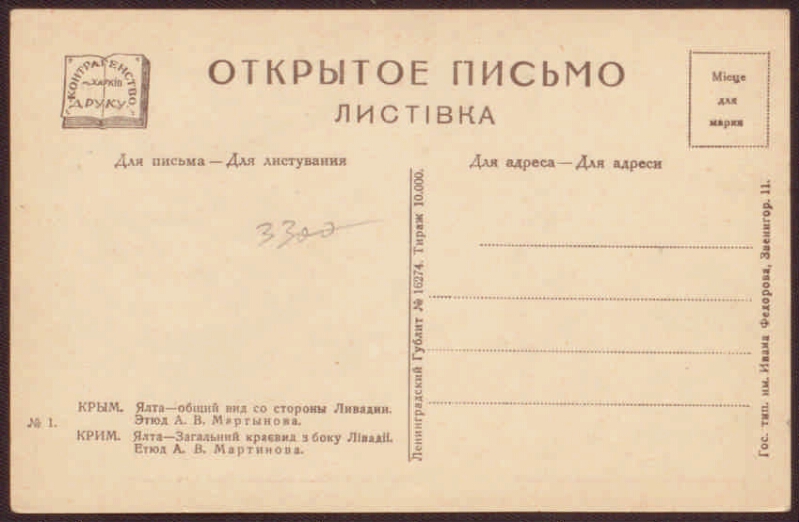 КОНТРАГЕНСТВО
ХАРКІВ
ДРУКУ
ОТКРЫТОЕ ПИСЬМО
ЛИСТІВКА
Місце
для
марки
Для письма — Для листування
Для адреса — Для адреси
3300
Ленинградский Гублит № 16274. Тираж 10.000.
Гос. тип. им. Ивана Федорова, Звенигор. 11.
№ 1.
КРЫМ. Ялта—общий вид со стороны Ливадии.
Этюд А. В. Мартынова.
КРИМ. Ялта—Загальний краєвид з боку Лівадії.
Етюд А. В. Мартинова.